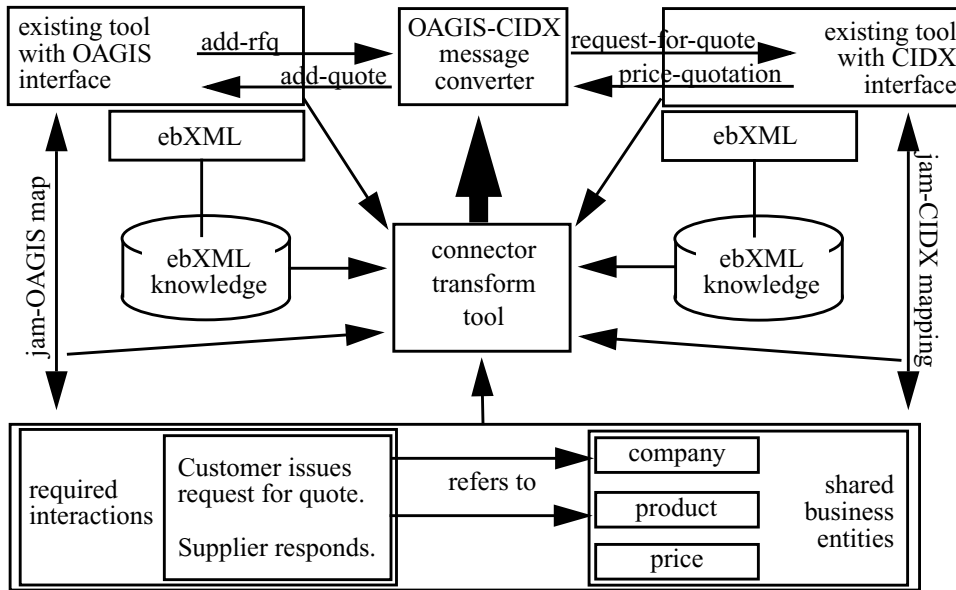 existing tool
with OAGIS
interface
add-rfq
add-quote
OAGIS-CIDX
message
converter
request-for-quote
price-quotation
existing tool
with CIDX
interface
ebXML
ebXML
jam-OAGIS map
jam-CIDX mapping
ebXML
knowledge
connector
transform
tool
ebXML
knowledge
required
interactions
Customer issues
request for quote.
Supplier responds.
refers to
company
product
price
shared
business
entities